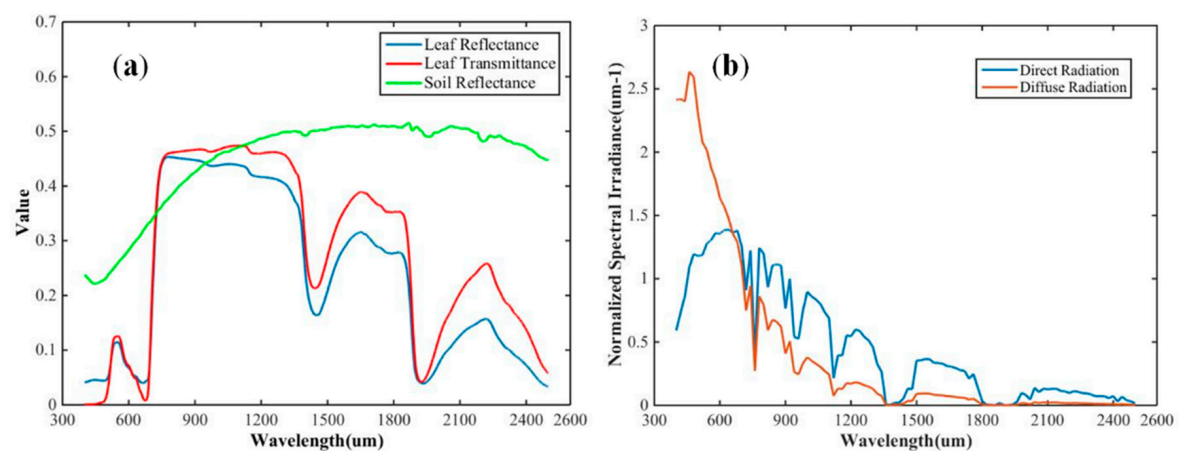 (a)
Leaf Reflectance
Leaf Transmittance
Soil Reflectance
Value
0.7
0.6
0.5
0.4
0.3
0.2
0.1
0
300 600 900 1200 1500 1800 2100 2400 2600
Wavelength(um)
(b)
Direct Radiation
Diffuse Radiation
Normalized Spectral Irradiance(um-1)
3
2.5
2
1.5
1
0.5
0
300 600 900 1200 1500 1800 2100 2400 2600
Wavelength(um)